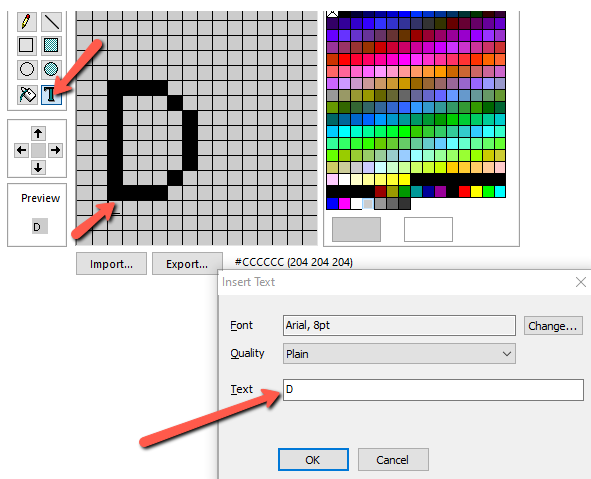 T
Preview
D
Import...
Export...
#CCCCCC (204 204 204)
Insert Text
Font
Arial, 8pt
Change...
Quality
Plain
Text
D
OK
Cancel